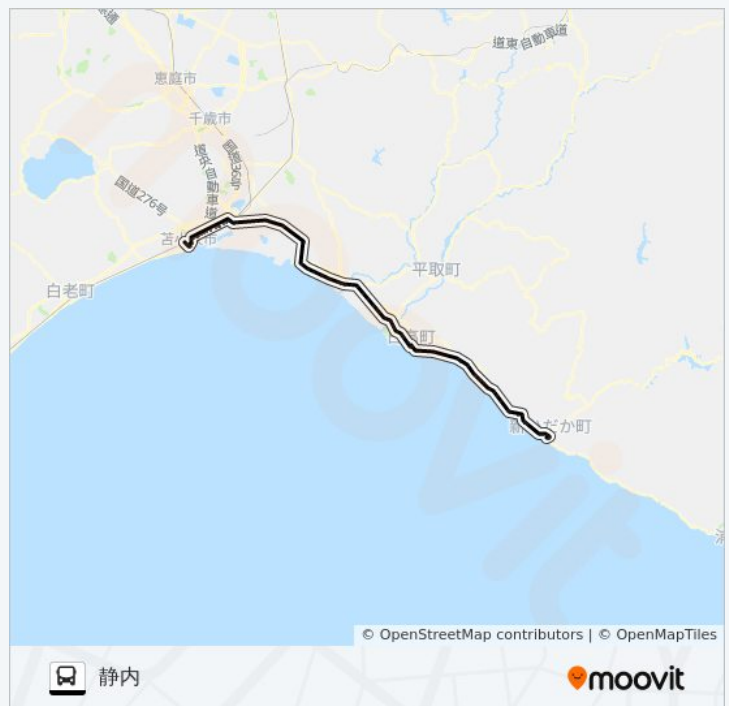 道東自動車道
恵庭市
千歳市
国道36号
道央自動車道
国道276号
苫小牧市
平取町
白老町
日高町
新ひだか町
moovit
© OpenStreetMap contributors | © OpenMapTiles
静内
moovit